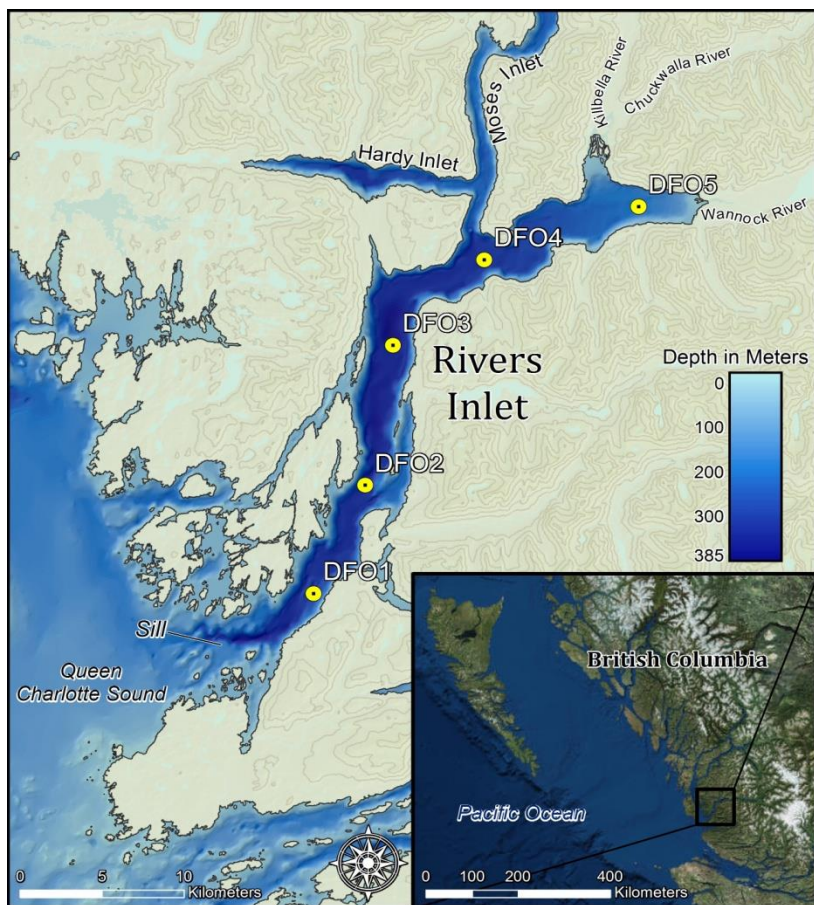 Moses Inlet
Killbella River
Chuckwalla River
Hardy Inlet
DFO5
Wannock River
DFO4
DFO3
Rivers
Inlet
Depth in Meters
0
100
200
300
385
DFO2
DFO1
Sill
Queen
Charlotte Sound
British Columbia
Pacific Ocean
0 5 10
Kilometers
0 100 200 400
Kilometers